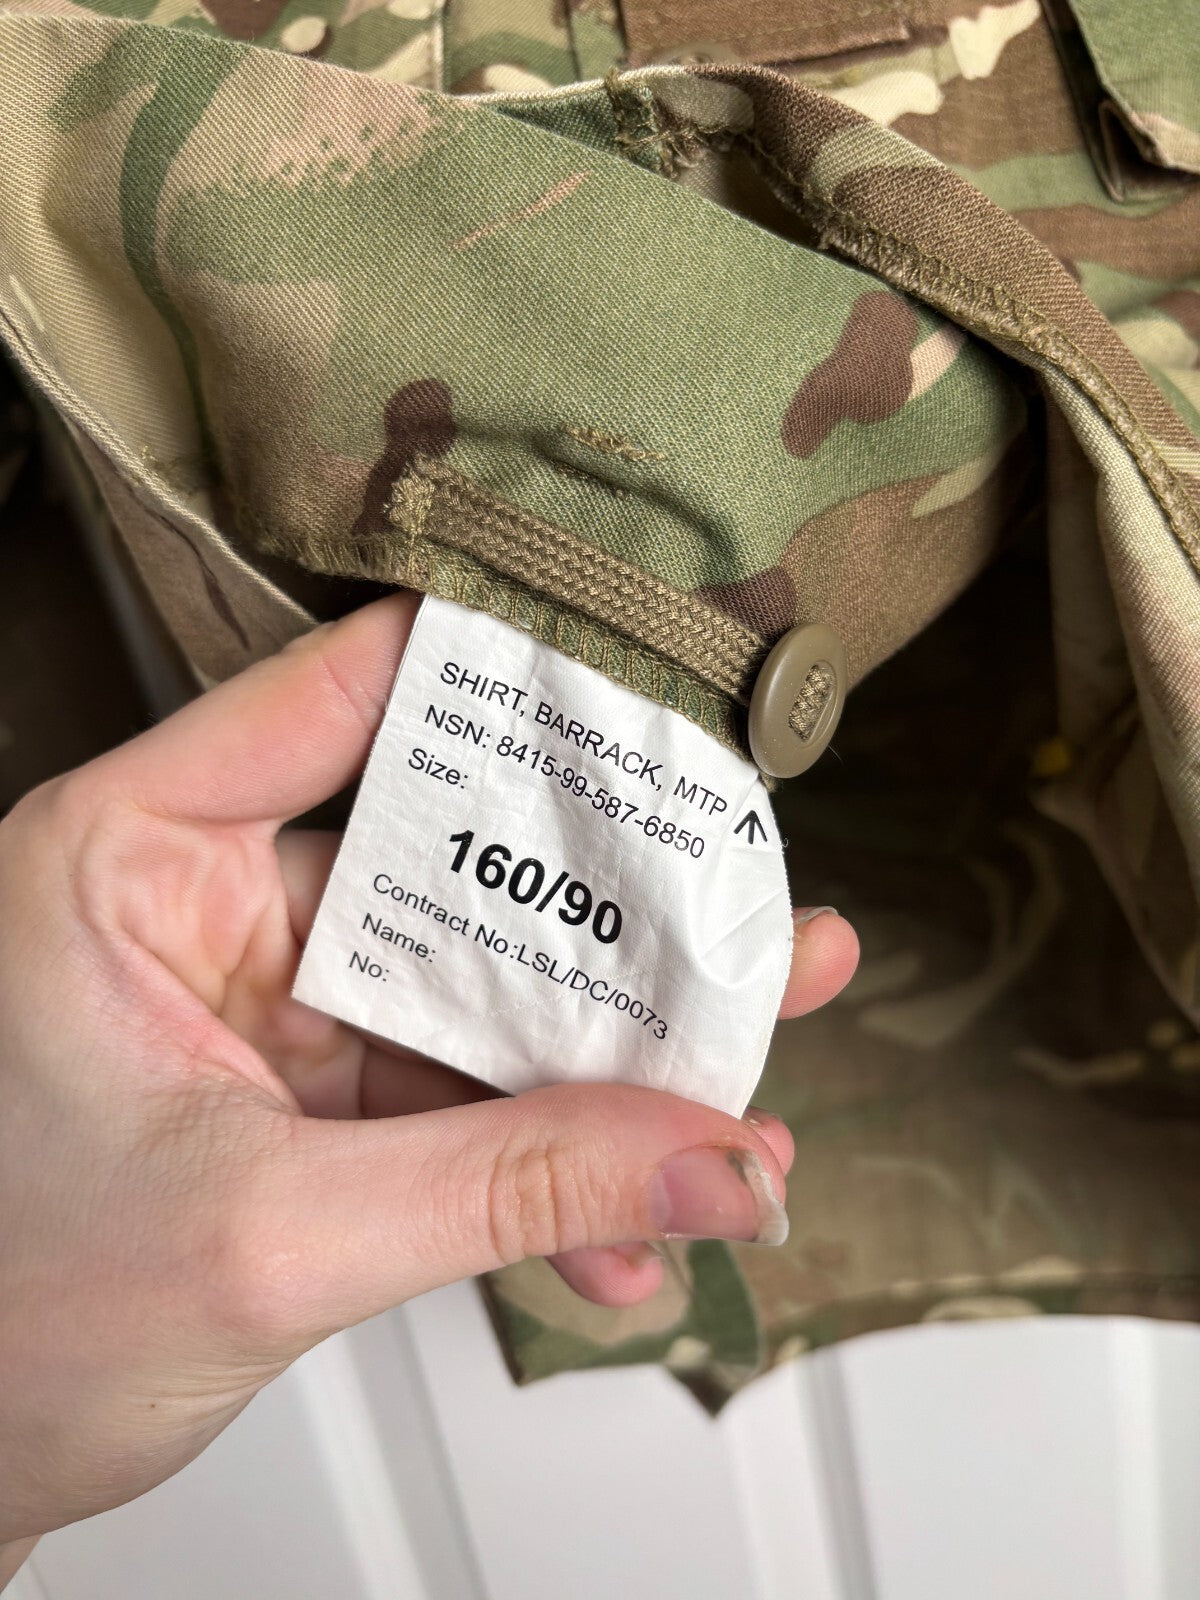 SHIRT, BARRACK, MTP
NSN: 8415-99-587-6850
Size:
160/90
Contract No:LSL/DC/0073
Name:
No: